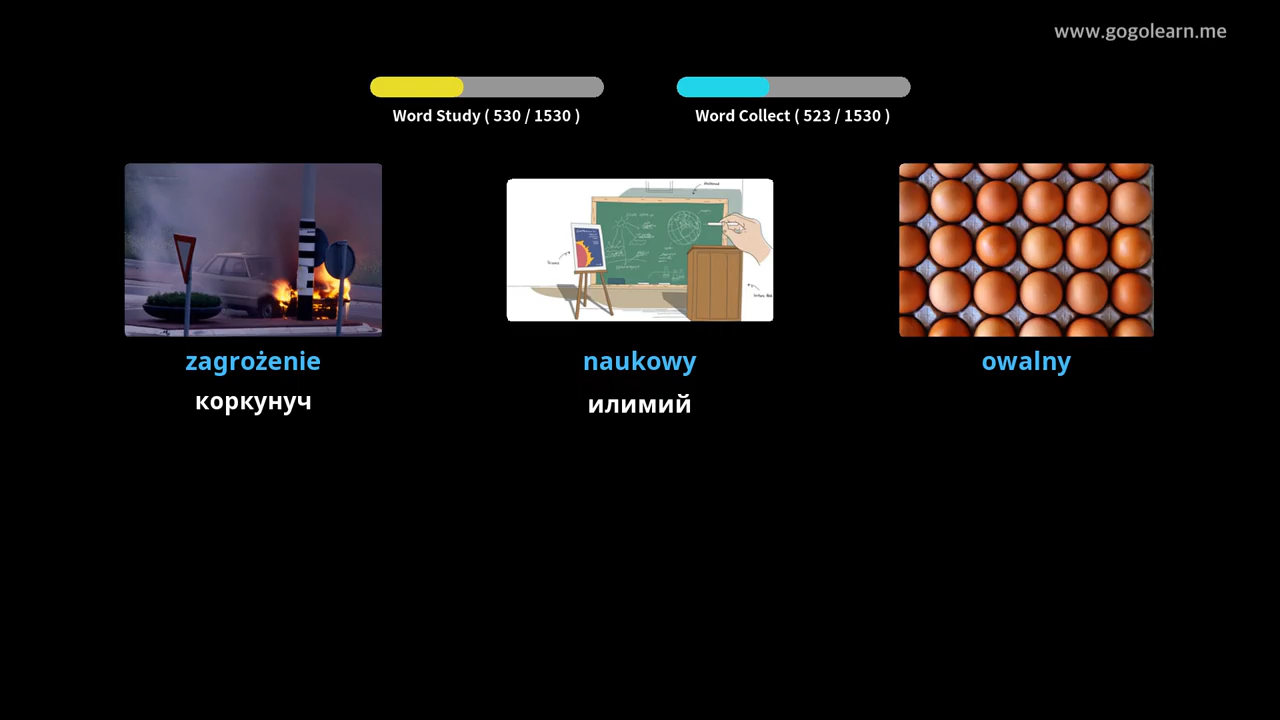 www.gogolearn.me
Word Study ( 530 / 1530 )
Word Collect ( 523 / 1530 )
zagrożenie
naukowy
owalny
коркунуч
илимий